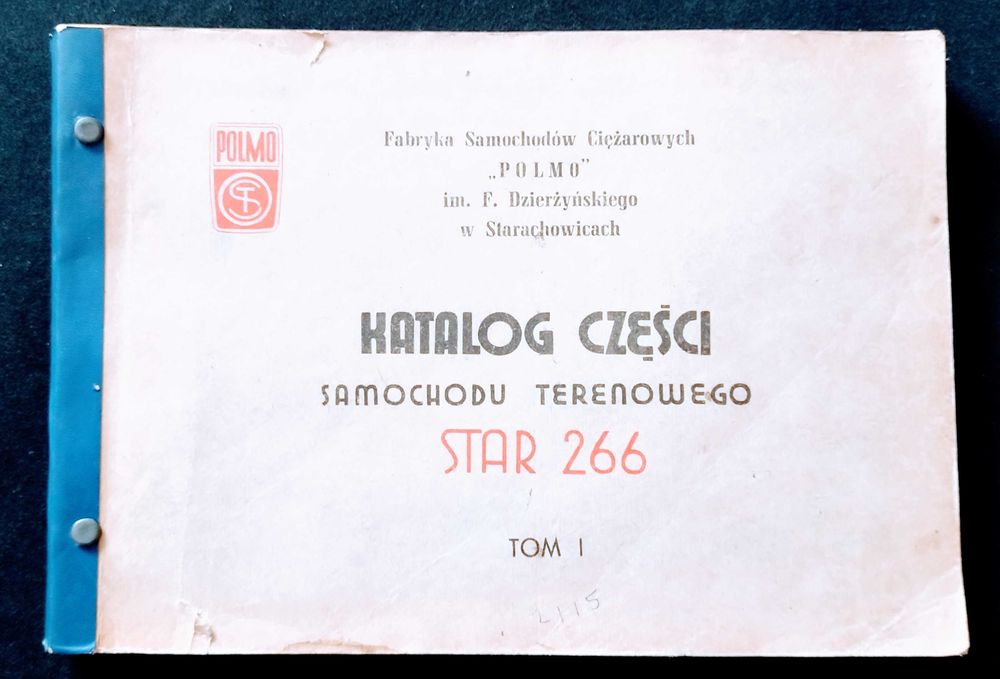 POLMO
Fabryka Samochodów Ciężarowych
„POLMO”
im. F. Dzierżyńskiego
w Starachowicach
KATALOG CZĘŚCI
SAMOCHODU TERENOWEGO
STAR 266
TOM I